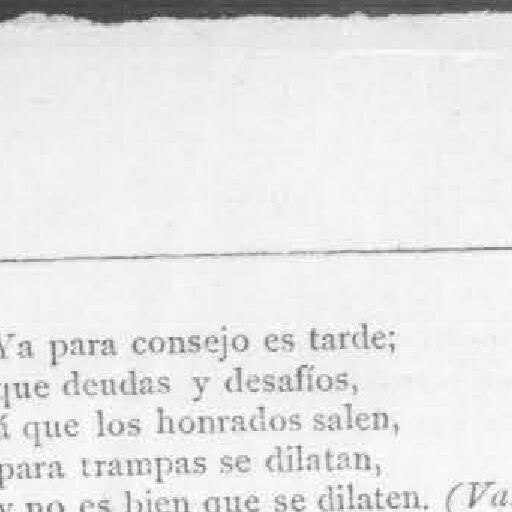 Ya para consejo es tarde;
que deudas y desafíos,
á que los honrados salen,
para trampas se dilatan,
y no es bien que se dilaten. (Va